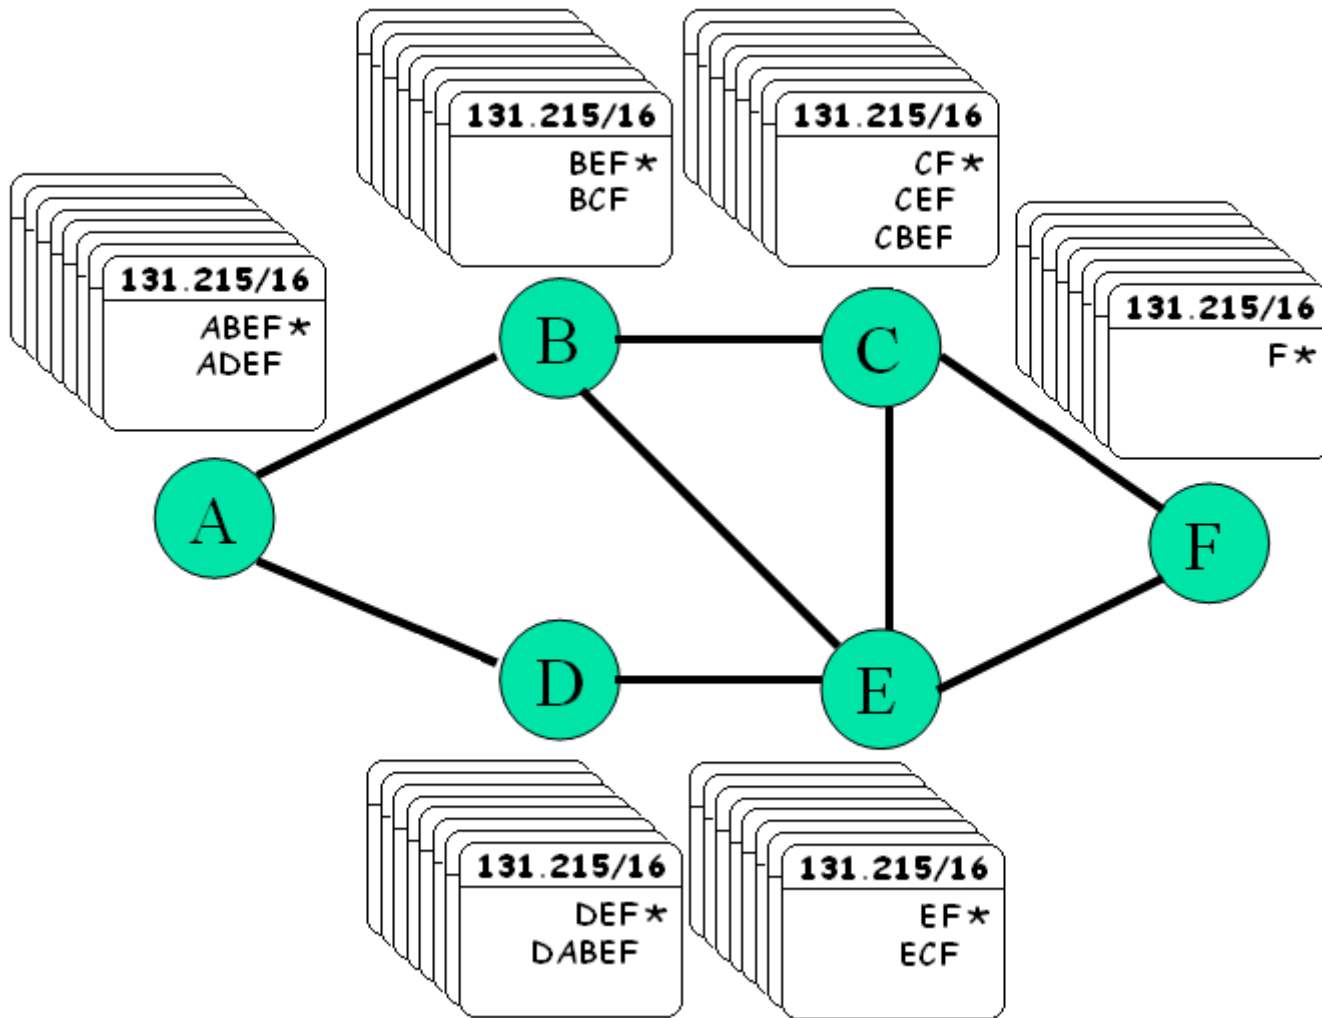 131.215/16
BEF*
BCF
131.215/16
CF*
CEF
CBEF
131.215/16
ABEF*
ADEF
131.215/16
F*
B
C
A
F
D
E
131.215/16
DEF*
DABEF
131.215/16
EF*
ECF